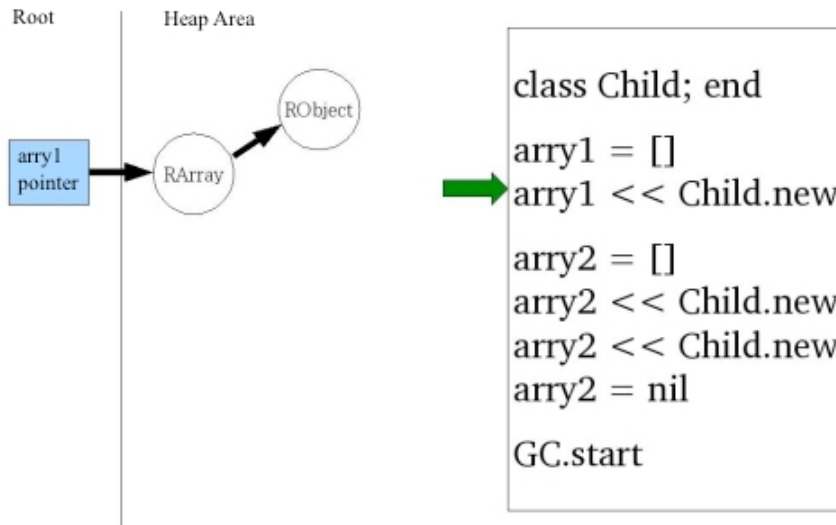 Root
Heap Area
RObject
arry1
pointer
RArray
class Child; end
arry1 = []
arry1 << Child.new
arry2 = []
arry2 << Child.new
arry2 << Child.new
arry2 = nil
GC.start